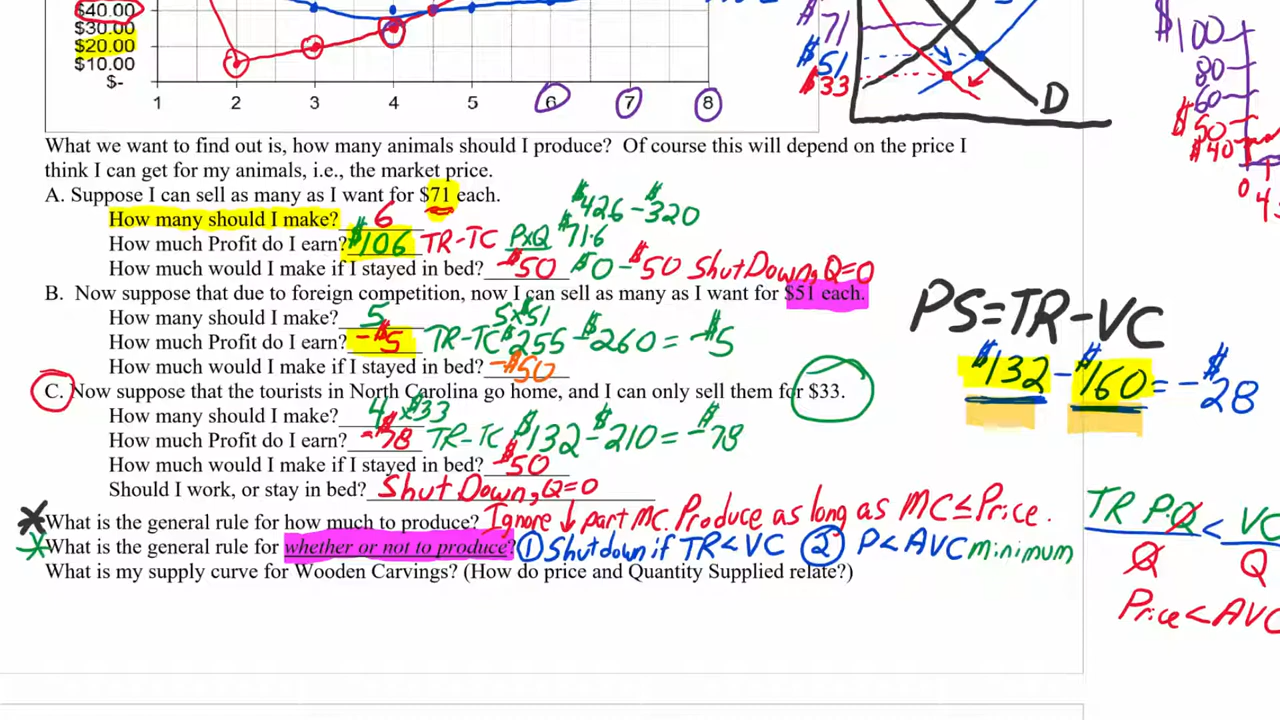 $40.00
$30.00
$20.00
$10.00
$-
1 2 3 4 5 6 7 8
$71
$51
$33
D
$100
80
60
$50
$40
0
What we want to find out is, how many animals should I produce? Of course this will depend on the price I
think I can get for my animals, i.e., the market price.
A. Suppose I can sell as many as I want for $71 each.
$426-$320
How many should I make? 6
How much Profit do I earn? $106 TR-TC PxQ $71·6
How much would I make if I stayed in bed? -$50 $0-$50 Shut Down, Q=0
B. Now suppose that due to foreign competition, now I can sell as many as I want for $51 each.
How many should I make? 5 5x$51
How much Profit do I earn? -$5 TR-TC $255-$260=-$5
How much would I make if I stayed in bed? -$50
PS=TR-VC
$132-$160=-$28
C. Now suppose that the tourists in North Carolina go home, and I can only sell them for $33.
How many should I make? 4 x$33
How much Profit do I earn? -$78 TR-TC $132-$210=-$78
How much would I make if I stayed in bed? -$50
Should I work, or stay in bed? Shut Down, Q=0
What is the general rule for how much to produce? Ignore ↓ part MC. Produce as long as MC≤Price.
What is the general rule for whether or not to produce? ① Shutdown if TR<VC ② P<AVC minimum
What is my supply curve for Wooden Carvings? (How do price and Quantity Supplied relate?)
TR P·Q < VC
Q Q
Price<AVC